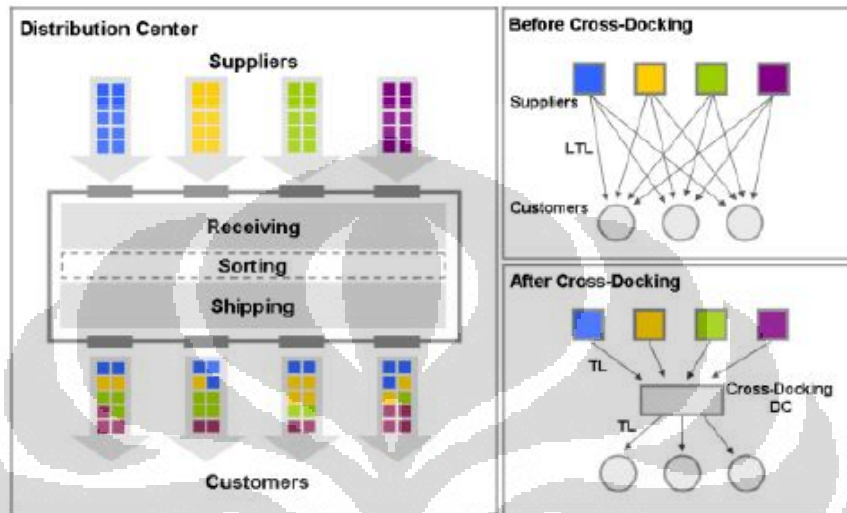 Distribution Center
Suppliers
Receiving
Sorting
Shipping
Customers
Before Cross-Docking
Suppliers
LTL
Customers
After Cross-Docking
TL
Cross-Docking
DC
TL